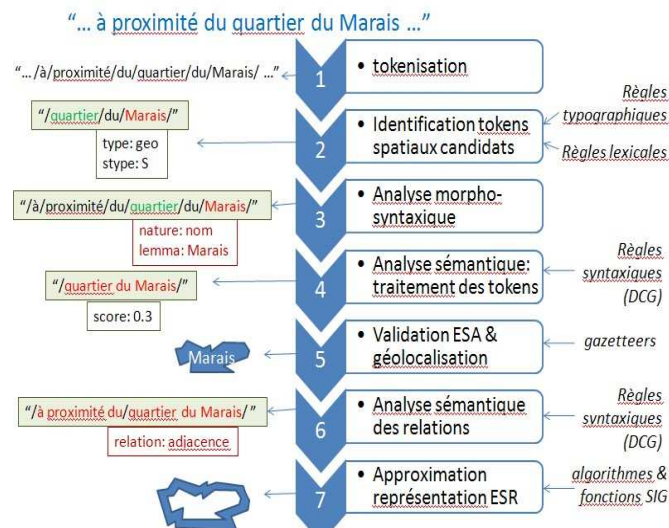 “... à proximité du quartier du Marais ...”
“... /à/proximité/du/quartier/du/Marais/ ...”
1
• tokenisation
“/quartier/du/Marais/”
type: geo
stype: S
2
• Identification tokens
spatiaux candidats
Règles
typographiques
Règles lexicales
“/à/proximité/du/quartier/du/Marais/”
nature: nom
lemma: Marais
3
• Analyse morpho-
syntaxique
“/quartier du Marais/”
score: 0.3
4
• Analyse sémantique:
traitement des tokens
Règles
syntaxiques
(DCG)
Marais
5
• Validation ESA &
géolocalisation
gazetteers
“/à proximité du/quartier du Marais/”
relation: adjacence
6
• Analyse sémantique
des relations
Règles
syntaxiques
(DCG)
7
• Approximation
représentation ESR
algorithmes &
fonctions SIG